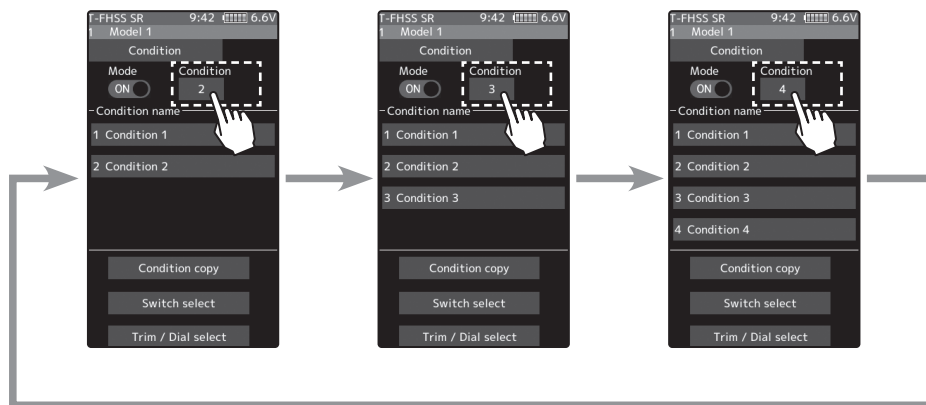 T-FHSS SR 9:42 6.6V
1 Model 1
Condition
Mode Condition
ON 2
Condition name
1 Condition 1
2 Condition 2
Condition copy
Switch select
Trim / Dial select
T-FHSS SR 9:42 6.6V
1 Model 1
Condition
Mode Condition
ON 3
Condition name
1 Condition 1
2 Condition 2
3 Condition 3
Condition copy
Switch select
Trim / Dial select
T-FHSS SR 9:42 6.6V
1 Model 1
Condition
Mode Condition
ON 4
Condition name
1 Condition 1
2 Condition 2
3 Condition 3
4 Condition 4
Condition copy
Switch select
Trim / Dial select